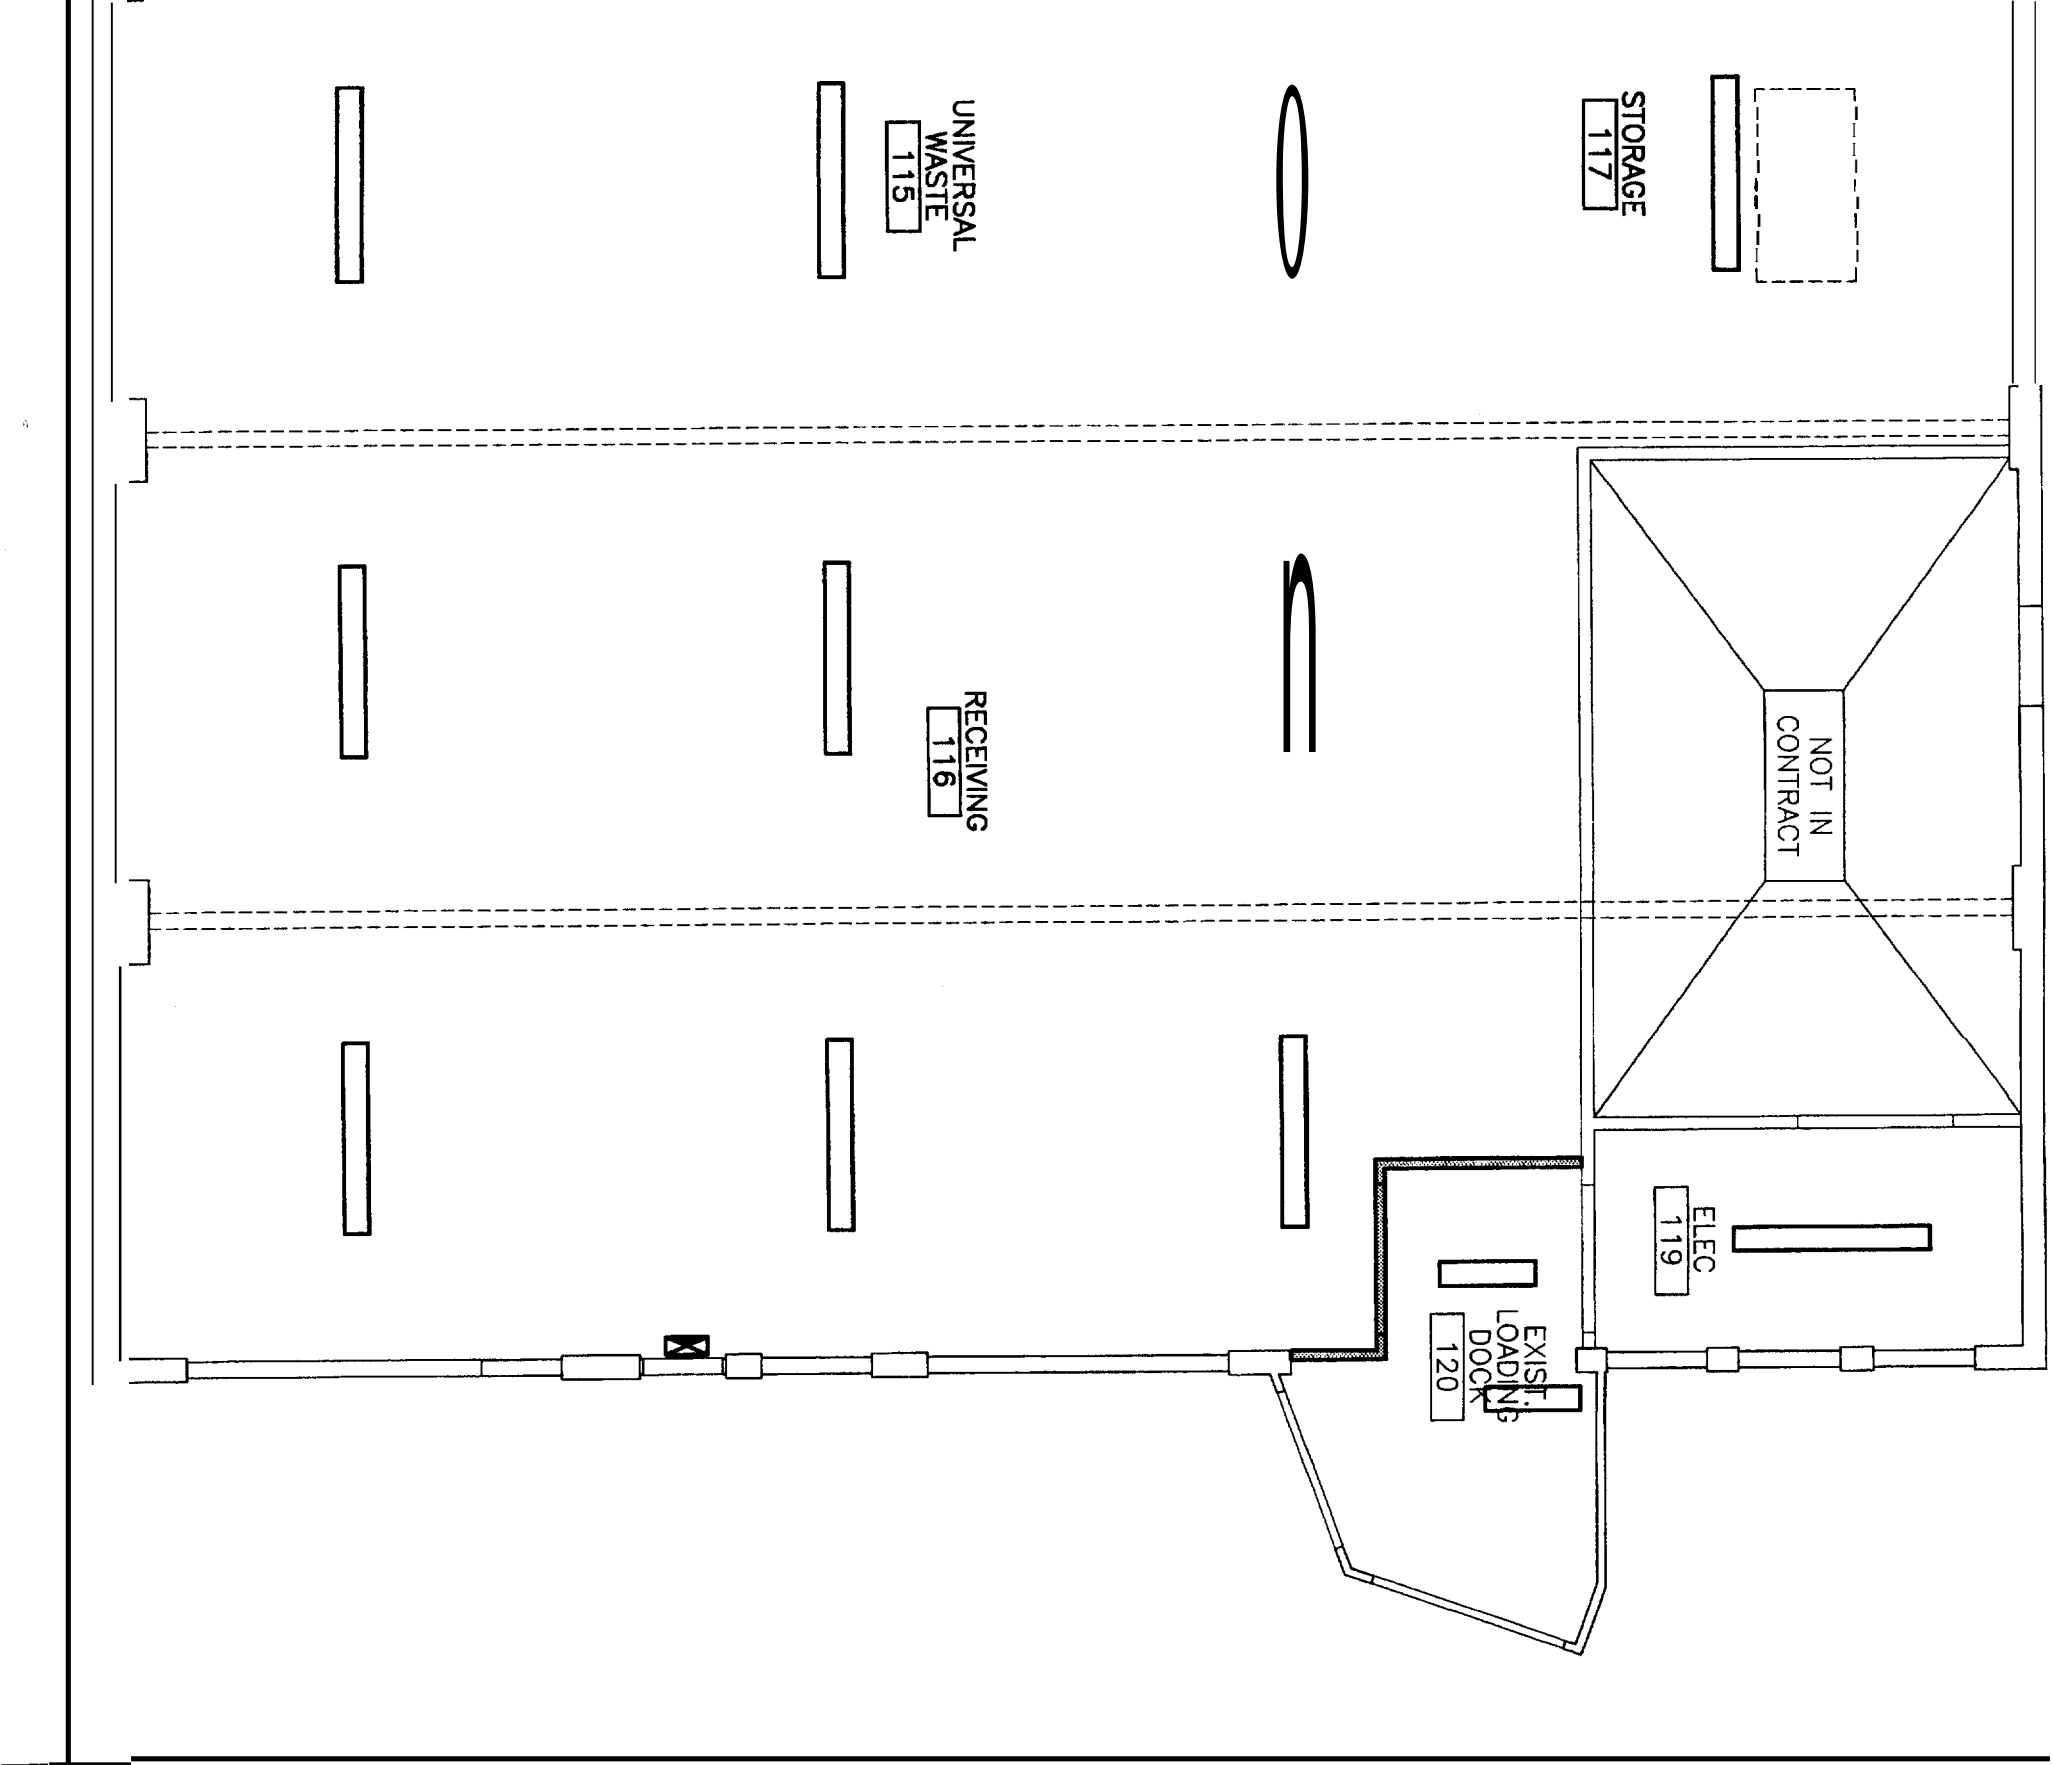 STORAGE
117
UNIVERSAL
WASTE
115
NOT IN
CONTRACT
RECEIVING
116
ELEC
119
EXIST.
LOADING
DOCK
120